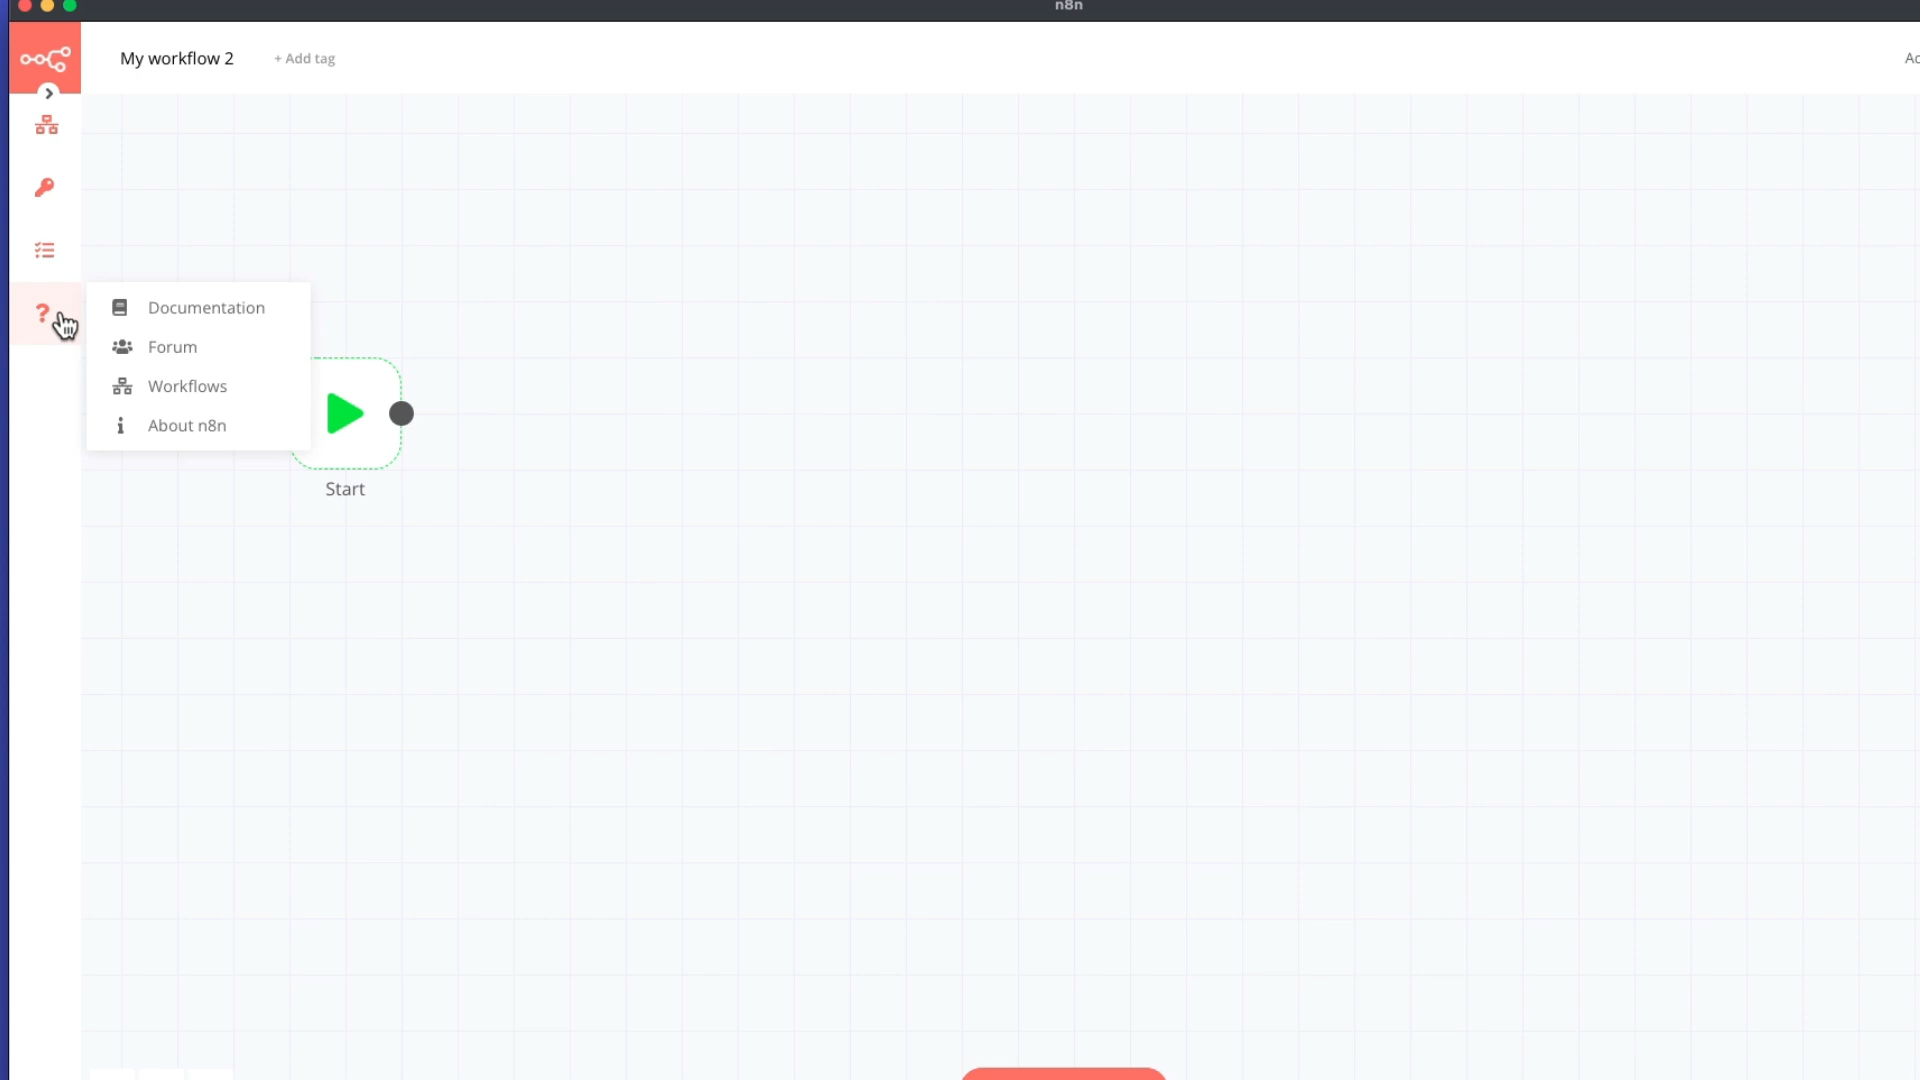 n8n
My workflow 2
+ Add tag
Documentation
Forum
Workflows
About n8n
Start